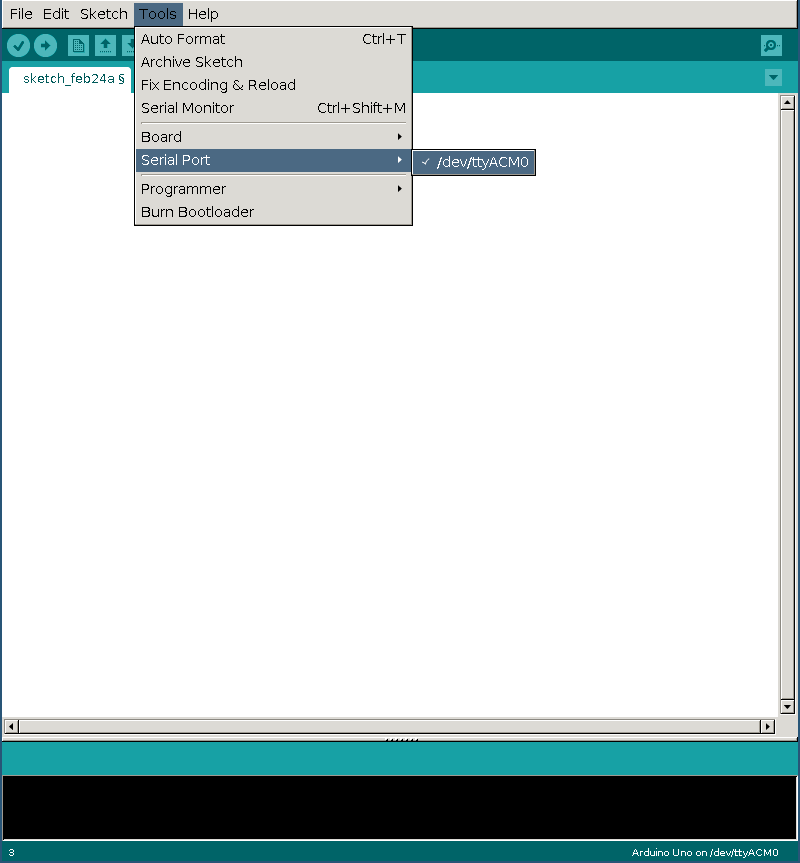 File Edit Sketch Tools Help
sketch_feb24a §
Auto Format Ctrl+T
Archive Sketch
Fix Encoding & Reload
Serial Monitor Ctrl+Shift+M
Board
Serial Port
✓ /dev/ttyACM0
Programmer
Burn Bootloader
3 Arduino Uno on /dev/ttyACM0